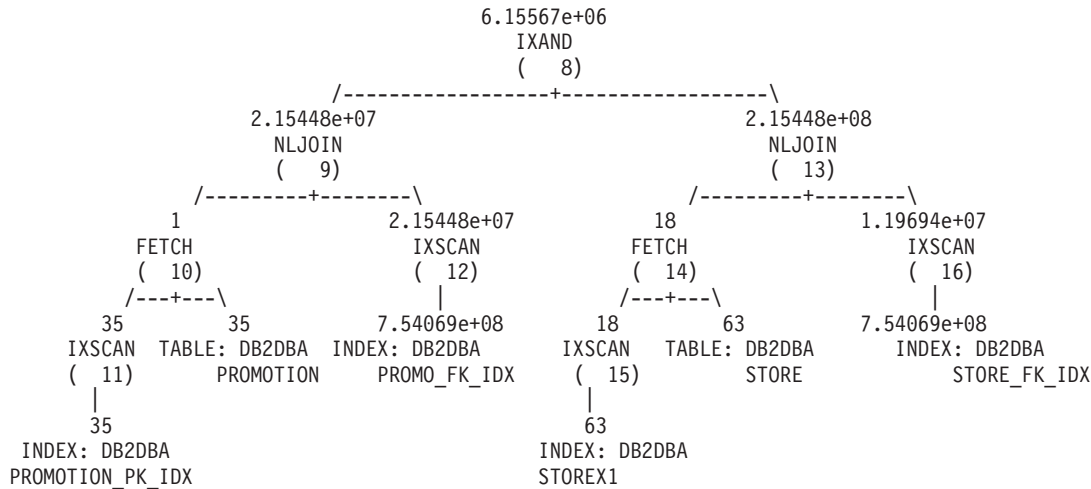 6.15567e+06
IXAND
( 8)
/------------------+------------------\
2.15448e+07 2.15448e+08
NLJOIN NLJOIN
( 9) ( 13)
/---------+--------\ /---------+--------\
1 2.15448e+07 18 1.19694e+07
FETCH IXSCAN FETCH IXSCAN
( 10) ( 12) ( 14) ( 16)
/---+---\ | /---+---\ |
35 35 7.54069e+08 18 63 7.54069e+08
IXSCAN TABLE: DB2DBA INDEX: DB2DBA IXSCAN TABLE: DB2DBA INDEX: DB2DBA
( 11) PROMOTION PROMO_FK_IDX ( 15) STORE STORE_FK_IDX
| |
35 63
INDEX: DB2DBA INDEX: DB2DBA
PROMOTION_PK_IDX STOREX1